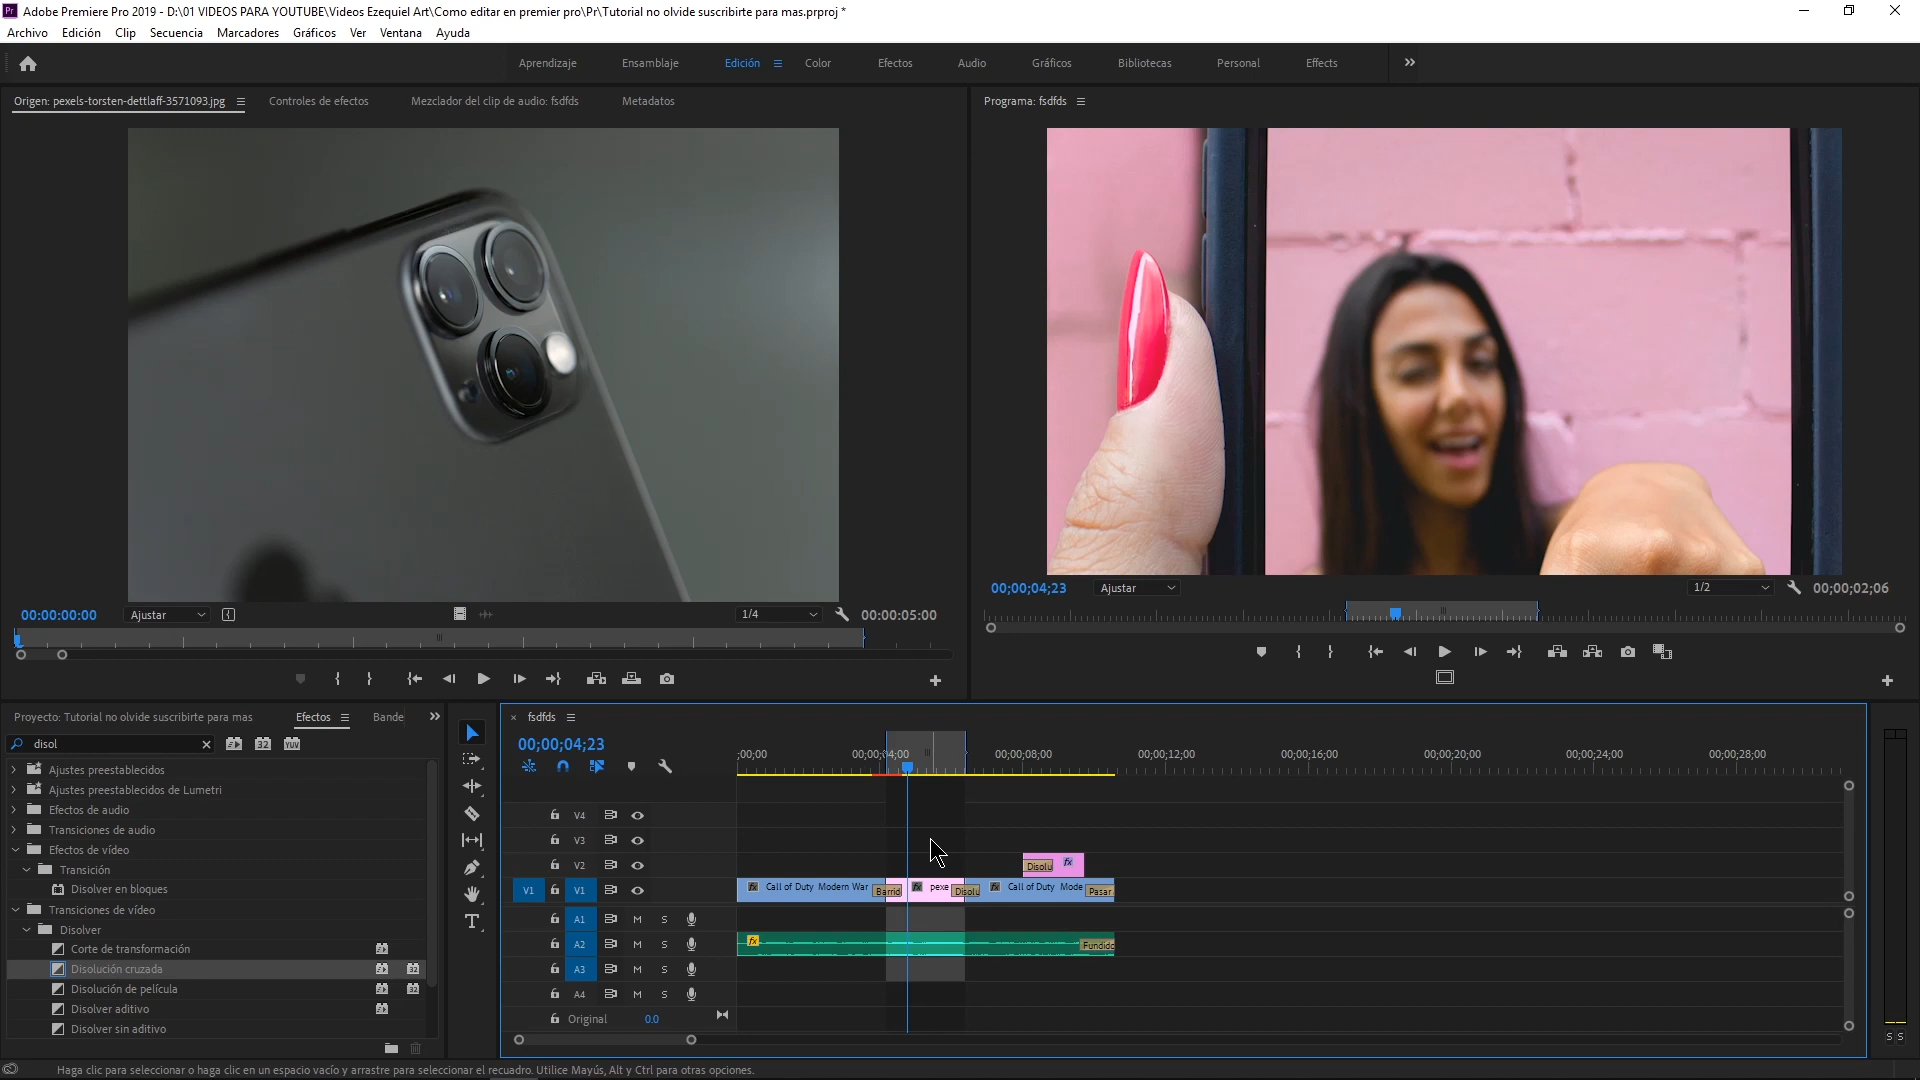 Adobe Premiere Pro 2019 - D:\01 VIDEOS PARA YOUTUBE\Videos Ezequiel Art\Como editar en premier pro\Pr\Tutorial no olvide suscribirte para mas.prproj *
Archivo Edición Clip Secuencia Marcadores Gráficos Ver Ventana Ayuda
Aprendizaje Ensamblaje Edición Color Efectos Audio Gráficos Bibliotecas Personal Effects
Origen: pexels-torsten-dettlaff-3571093.jpg Controles de efectos Mezclador del clip de audio: fsdfds Metadatos
Programa: fsdfds
00:00:00:00 Ajustar 1/4 00:00:05:00
00;00;04;23 Ajustar 1/2 00;00;02;06
Proyecto: Tutorial no olvide suscribirte para mas Efectos Bande
disol
32
YUV
Ajustes preestablecidos
Ajustes preestablecidos de Lumetri
Efectos de audio
Transiciones de audio
Efectos de vídeo
Transición
Disolver en bloques
Transiciones de vídeo
Disolver
Corte de transformación
Disolución cruzada
Disolución de película
Disolver aditivo
Disolver sin aditivo
fsdfds
00;00;04;23
;00;00 00;00;04;00 00;00;08;00 00;00;12;00 00;00;16;00 00;00;20;00 00;00;24;00 00;00;28;00
V4
V3
V2 Disolu fx
V1 V1 fx Call of Duty Modern War Barrid fx pexe Disolu fx Call of Duty Mode Pasar
A1 M S
A2 M S fx Fundido
A3 M S
A4 M S
Original 0.0
S S
Haga clic para seleccionar o haga clic en un espacio vacío y arrastre para seleccionar el recuadro. Utilice Mayús, Alt y Ctrl para otras opciones.